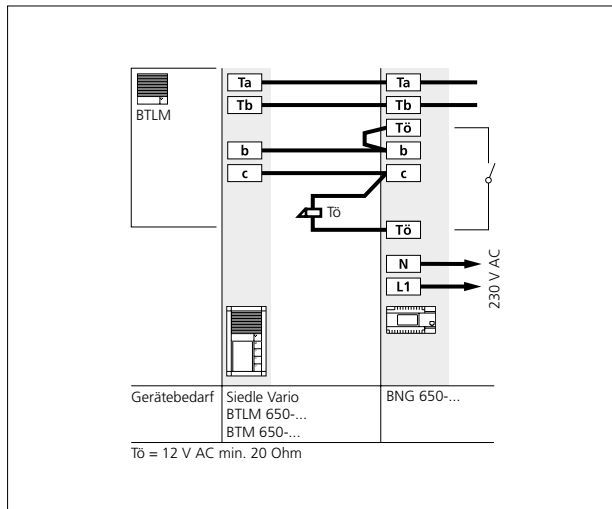 BTLM
Ta Ta
Tb Tb
Tö
b b
c c
Tö
Tö
N
L1
230 V AC
Gerätebedarf Siedle Vario BNG 650-...
BTLM 650-...
BTM 650-...
Tö = 12 V AC min. 20 Ohm